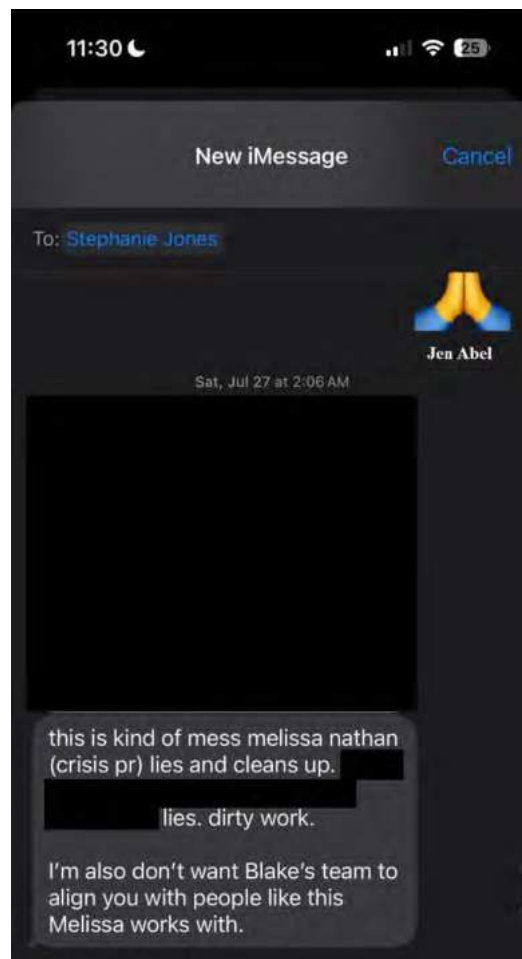 11:30
25
New iMessage
Cancel
To: Stephanie Jones
Jen Abel
Sat, Jul 27 at 2:06 AM
this is kind of mess melissa nathan
(crisis pr) lies and cleans up.
lies. dirty work.
I'm also don't want Blake's team to
align you with people like this
Melissa works with.